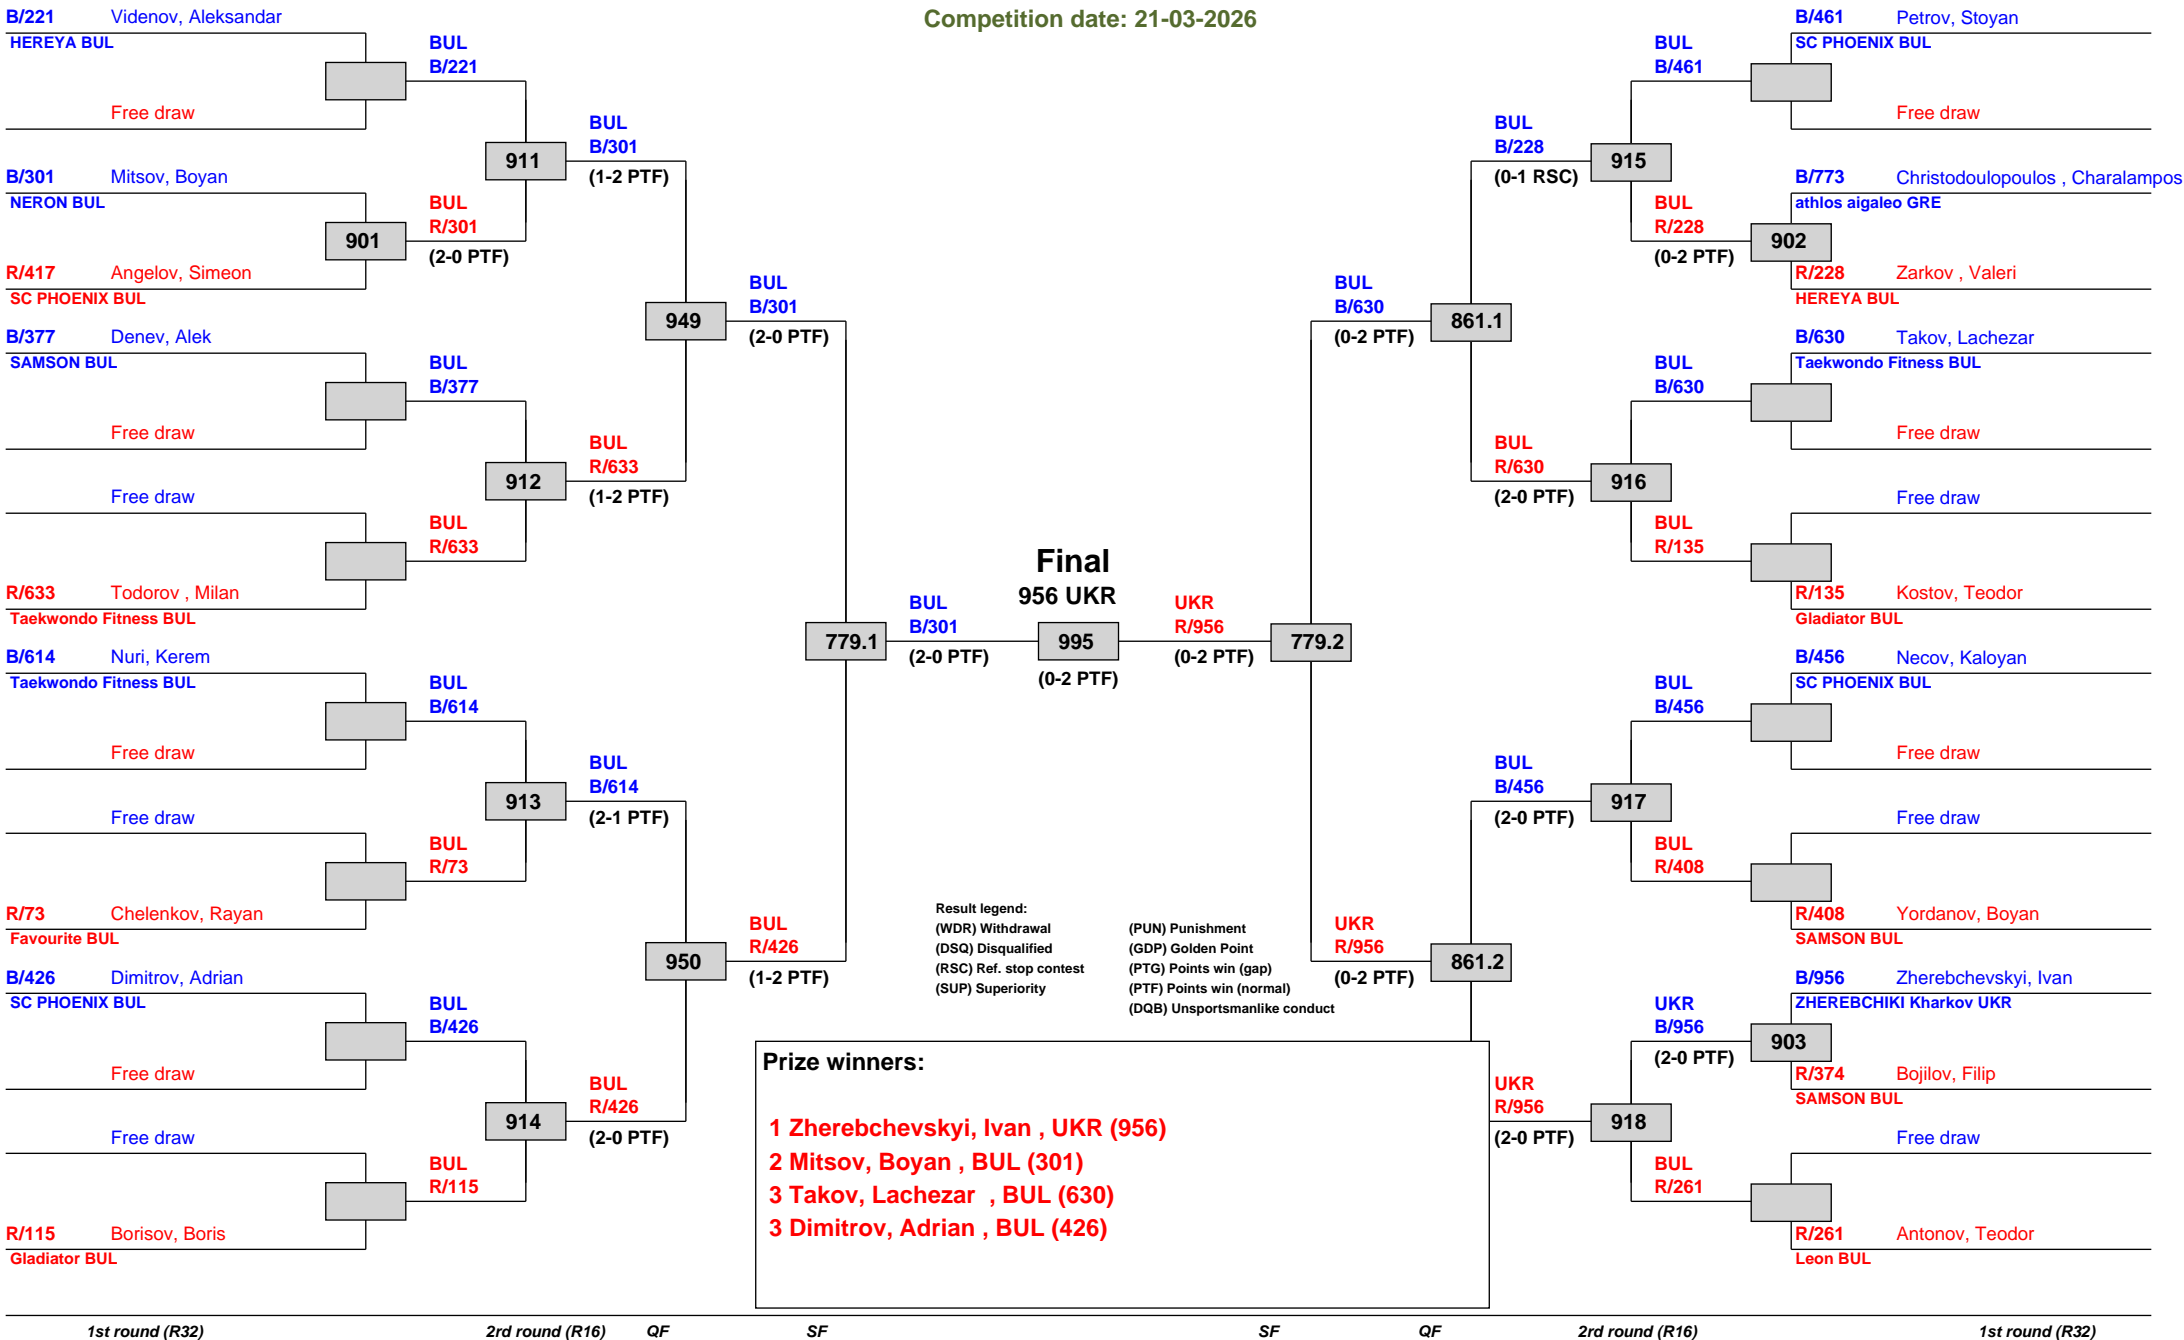 Competition date: 21-03-2026
B/221 Videnov, Aleksandar
HEREYA BUL
Free draw
B/301 Mitsov, Boyan
NERON BUL
901
R/417 Angelov, Simeon
SC PHOENIX BUL
B/377 Denev, Alek
SAMSON BUL
Free draw
Free draw
R/633 Todorov , Milan
Taekwondo Fitness BUL
B/614 Nuri, Kerem
Taekwondo Fitness BUL
Free draw
Free draw
R/73 Chelenkov, Rayan
Favourite BUL
B/426 Dimitrov, Adrian
SC PHOENIX BUL
Free draw
Free draw
R/115 Borisov, Boris
Gladiator BUL
BUL
B/221
911
BUL
R/301
(2-0 PTF)
BUL
B/377
912
BUL
R/633
BUL
B/614
913
BUL
R/73
BUL
B/426
914
BUL
R/115
BUL
B/301
(1-2 PTF)
949
BUL
R/633
(1-2 PTF)
BUL
B/614
(2-1 PTF)
950
BUL
R/426
(2-0 PTF)
BUL
B/301
(2-0 PTF)
779.1
BUL
R/426
(1-2 PTF)
BUL
B/301
(2-0 PTF)
Final
956 UKR
995
(0-2 PTF)
UKR
R/956
(0-2 PTF)
779.2
BUL
B/630
(0-2 PTF)
UKR
R/956
(0-2 PTF)
BUL
B/228
(0-1 RSC)
861.1
BUL
R/630
(2-0 PTF)
BUL
B/456
(2-0 PTF)
861.2
UKR
R/956
(2-0 PTF)
BUL
B/461
915
BUL
R/228
(0-2 PTF)
BUL
B/630
916
BUL
R/135
BUL
B/456
917
BUL
R/408
UKR
B/956
(2-0 PTF)
918
BUL
R/261
B/461 Petrov, Stoyan
SC PHOENIX BUL
Free draw
B/773 Christodoulopoulos , Charalampos
athlos aigaleo GRE
902
R/228 Zarkov , Valeri
HEREYA BUL
B/630 Takov, Lachezar
Taekwondo Fitness BUL
Free draw
Free draw
R/135 Kostov, Teodor
Gladiator BUL
B/456 Necov, Kaloyan
SC PHOENIX BUL
Free draw
Free draw
R/408 Yordanov, Boyan
SAMSON BUL
B/956 Zherebchevskyi, Ivan
ZHEREBCHIKI Kharkov UKR
903
R/374 Bojilov, Filip
SAMSON BUL
Free draw
R/261 Antonov, Teodor
Leon BUL
Result legend:
(WDR) Withdrawal (PUN) Punishment
(DSQ) Disqualified (GDP) Golden Point
(RSC) Ref. stop contest (PTG) Points win (gap)
(SUP) Superiority (PTF) Points win (normal)
(DQB) Unsportsmanlike conduct
Prize winners:
1 Zherebchevskyi, Ivan , UKR (956)
2 Mitsov, Boyan , BUL (301)
3 Takov, Lachezar , BUL (630)
3 Dimitrov, Adrian , BUL (426)
1st round (R32) 2rd round (R16) QF SF SF QF 2rd round (R16) 1st round (R32)